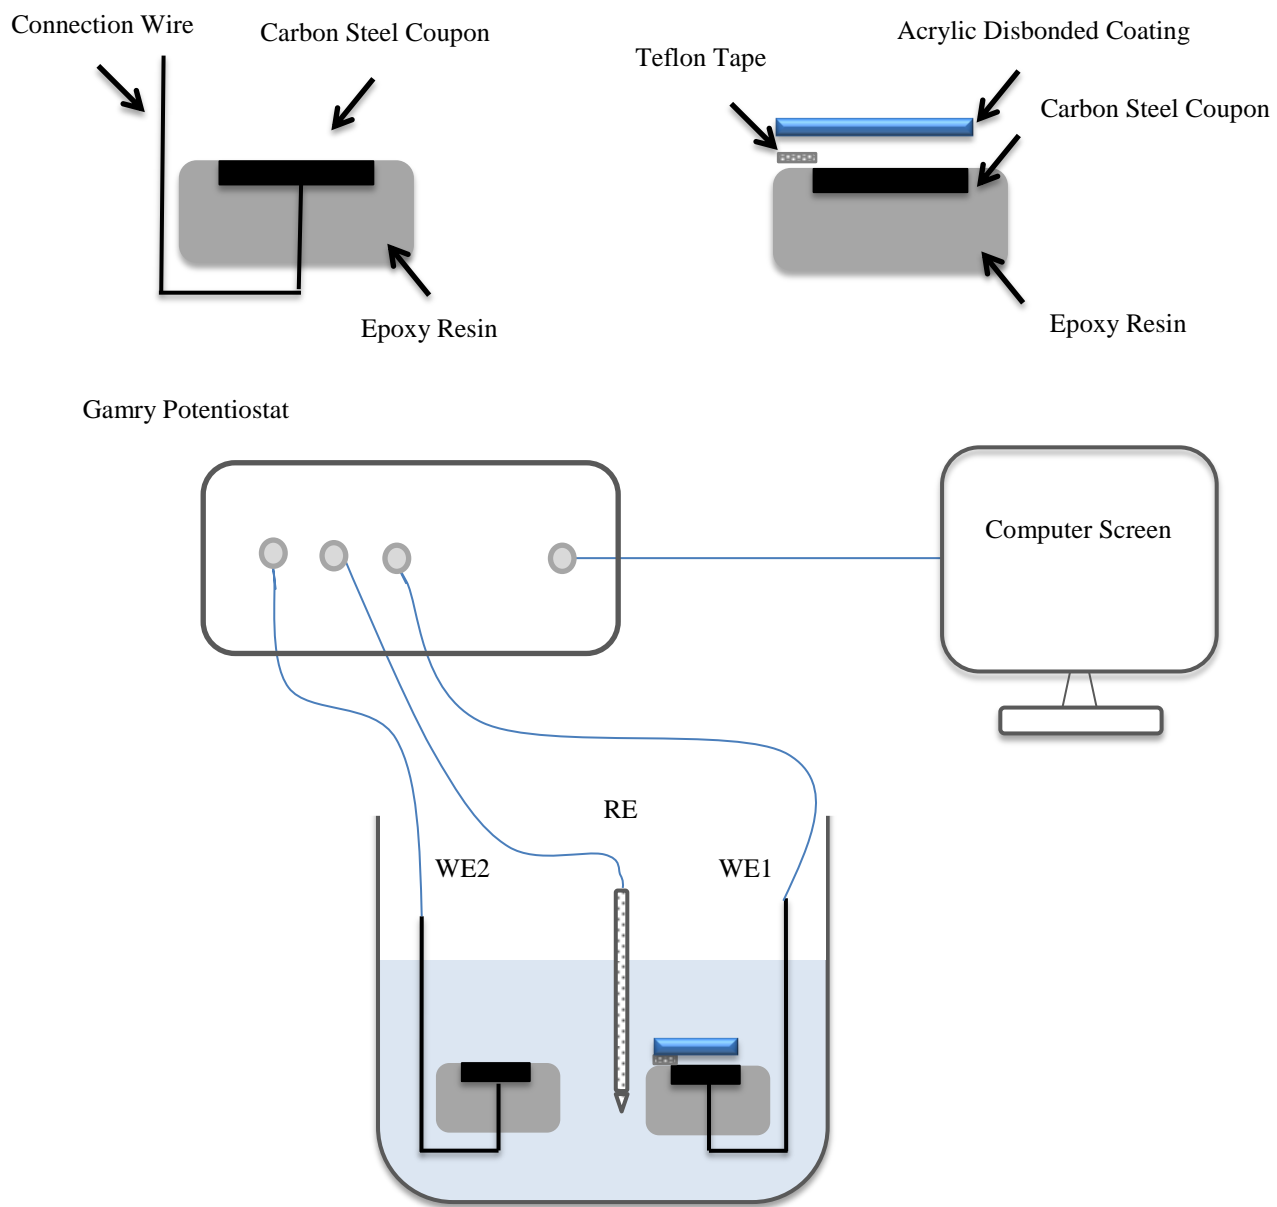 Connection Wire
Carbon Steel Coupon
Epoxy Resin
Teflon Tape
Acrylic Disbonded Coating
Carbon Steel Coupon
Epoxy Resin
Gamry Potentiostat
Computer Screen
RE
WE2
WE1